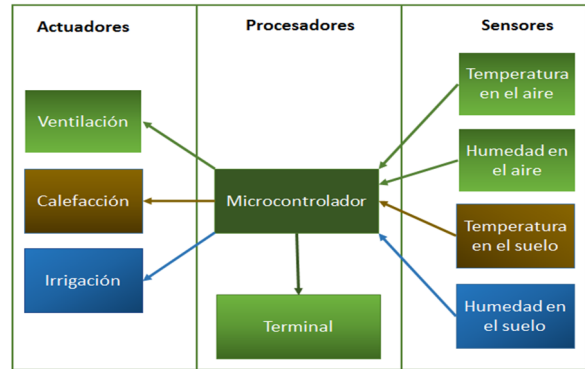 Actuadores
Procesadores
Sensores
Ventilación
Calefacción
Irrigación
Microcontrolador
Terminal
Temperatura
en el aire
Humedad en
el aire
Temperatura
en el suelo
Humedad en
el suelo